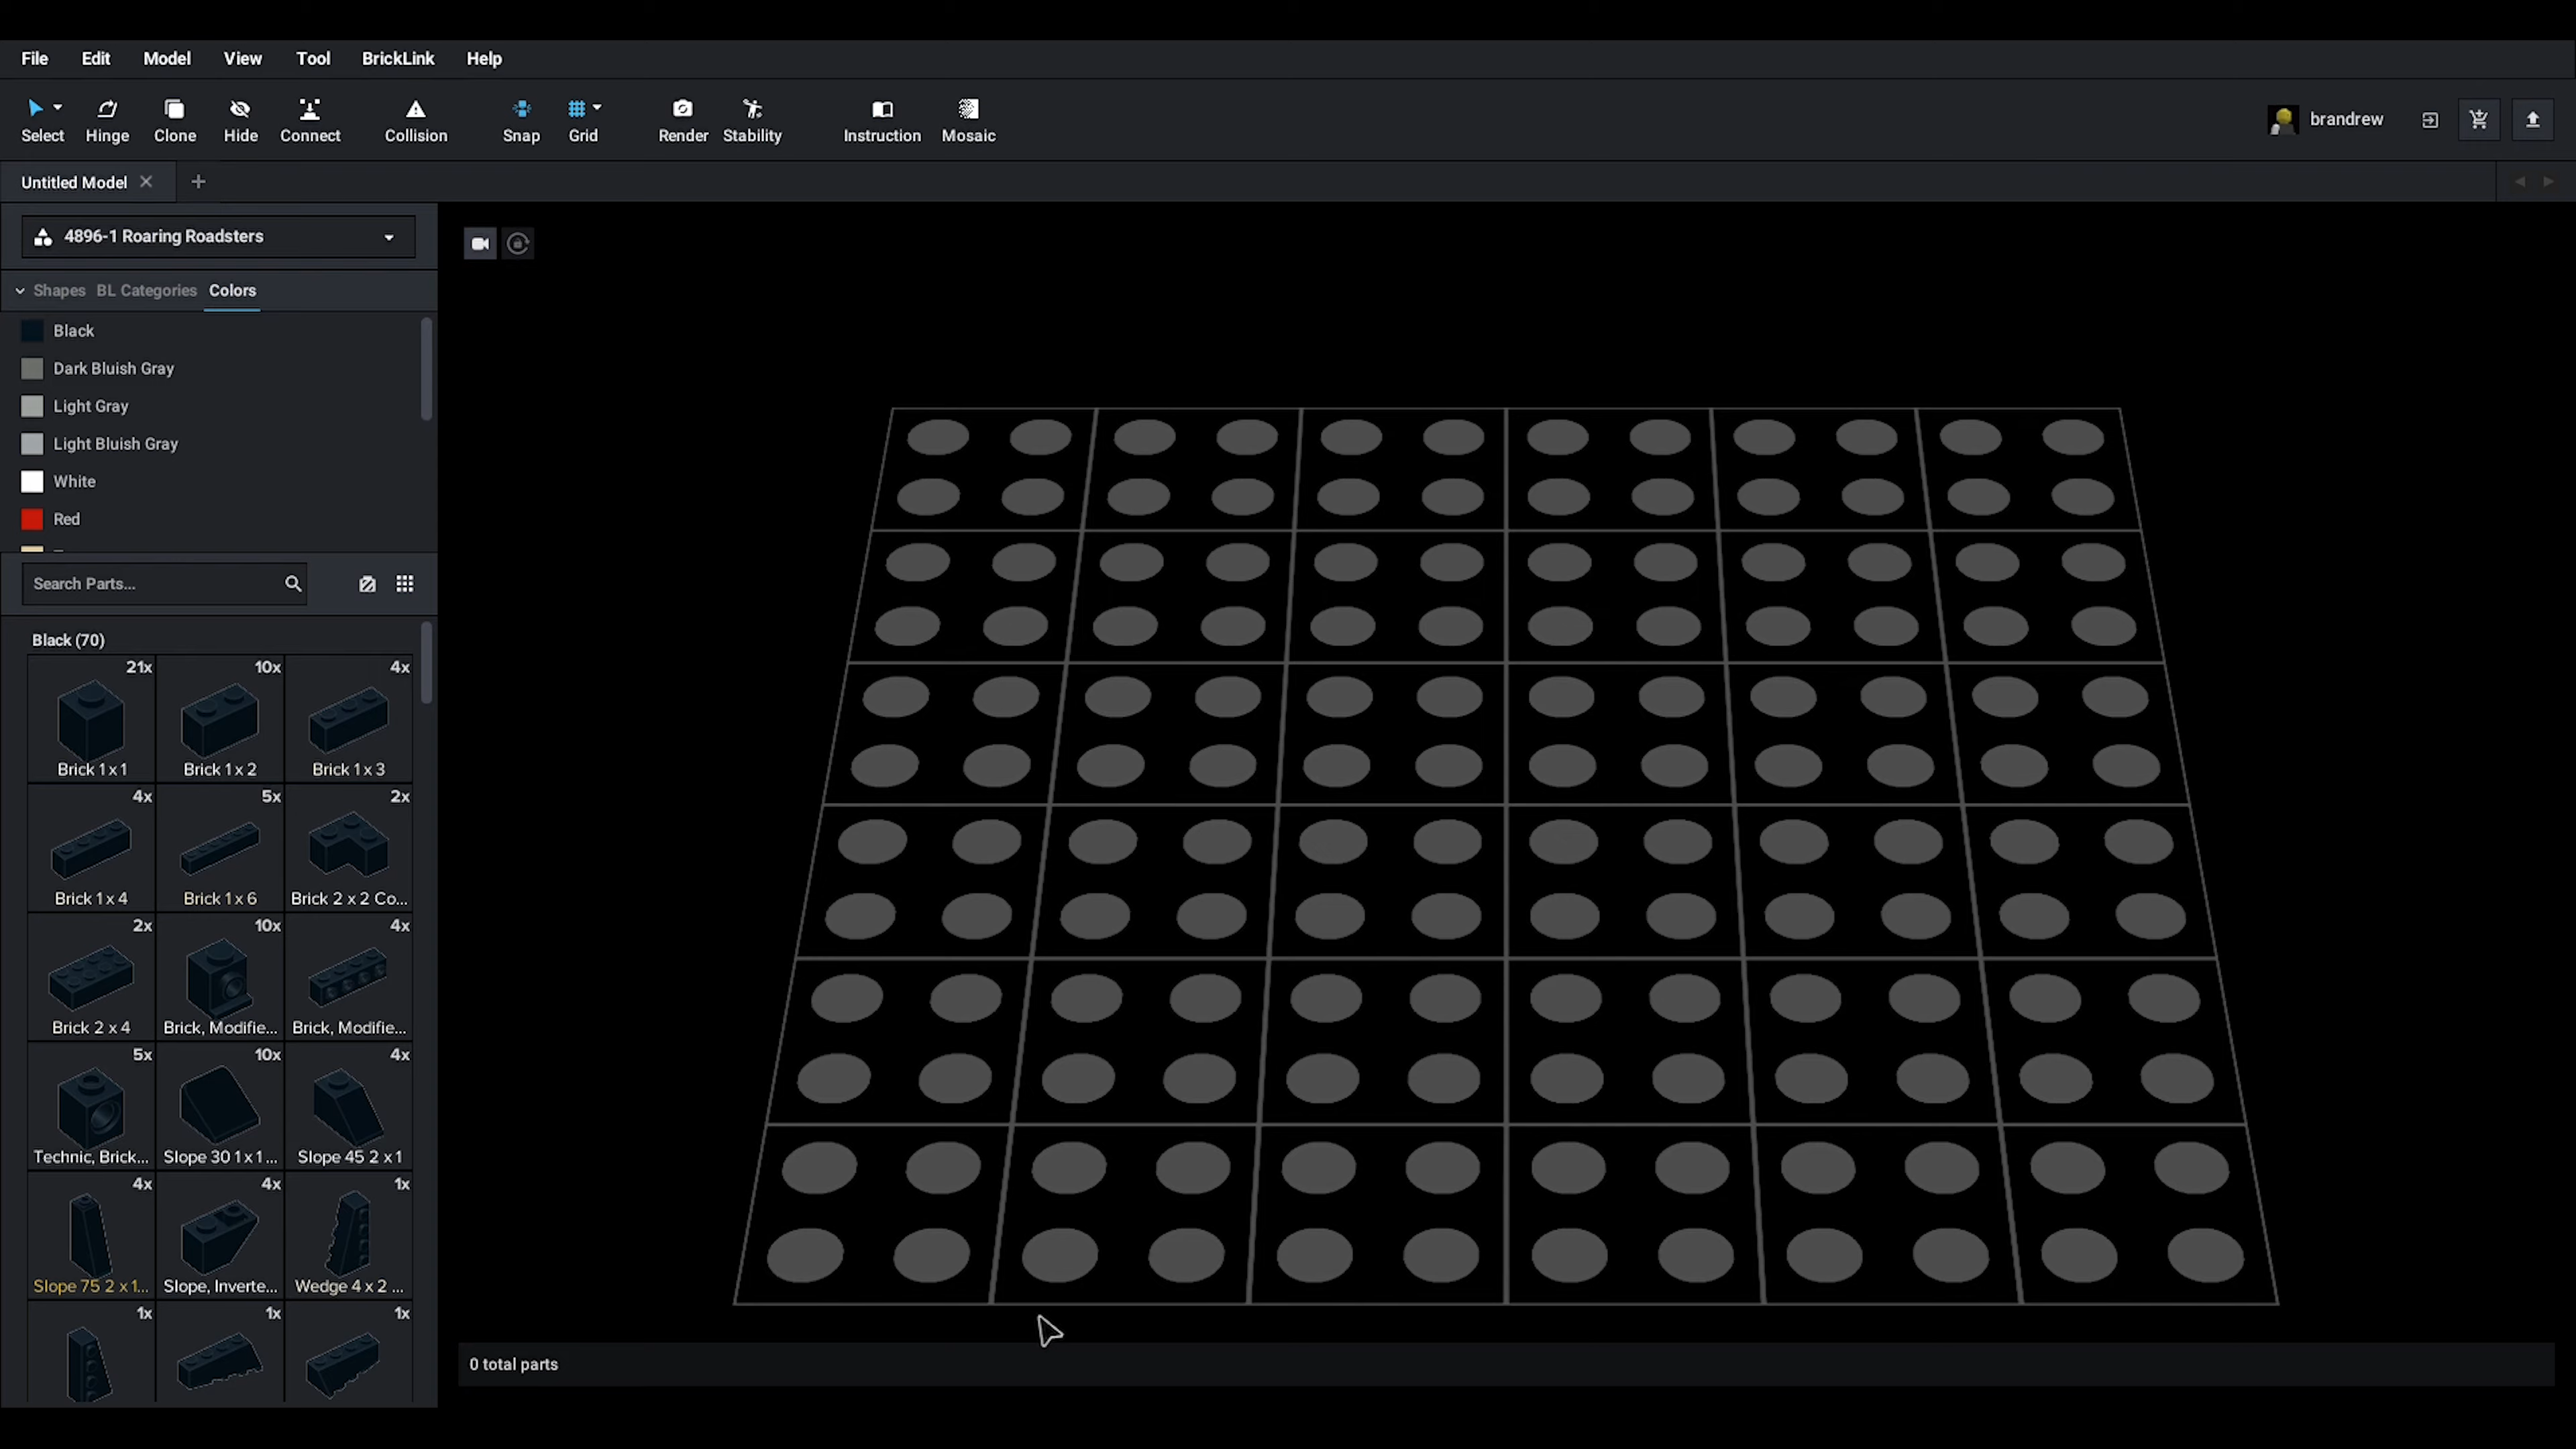 File Edit Model View Tool BrickLink Help
Select Hinge Clone Hide Connect Collision Snap Grid Render Stability Instruction Mosaic
brandrew
Untitled Model
4896-1 Roaring Roadsters
Shapes BL Categories Colors
Black
Dark Bluish Gray
Light Gray
Light Bluish Gray
White
Red
Search Parts...
Black (70)
21x 10x 4x
Brick 1 x 1 Brick 1 x 2 Brick 1 x 3
4x 5x 2x
Brick 1 x 4 Brick 1 x 6 Brick 2 x 2 Co...
2x 10x 4x
Brick 2 x 4 Brick, Modifie... Brick, Modifie...
5x 10x 4x
Technic, Brick... Slope 30 1 x 1 ... Slope 45 2 x 1
4x 4x 1x
Slope 75 2 x 1... Slope, Inverte... Wedge 4 x 2 ...
1x 1x 1x
0 total parts